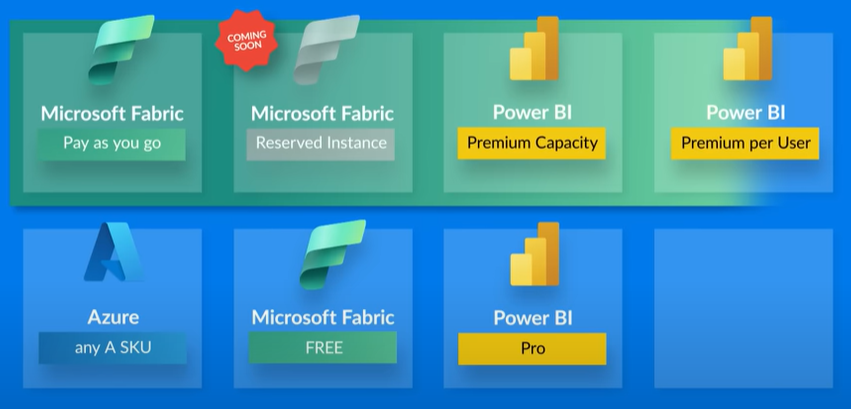 COMING
SOON
Microsoft Fabric
Pay as you go
Microsoft Fabric
Reserved Instance
Power BI
Premium Capacity
Power BI
Premium per User
Azure
any A SKU
Microsoft Fabric
FREE
Power BI
Pro